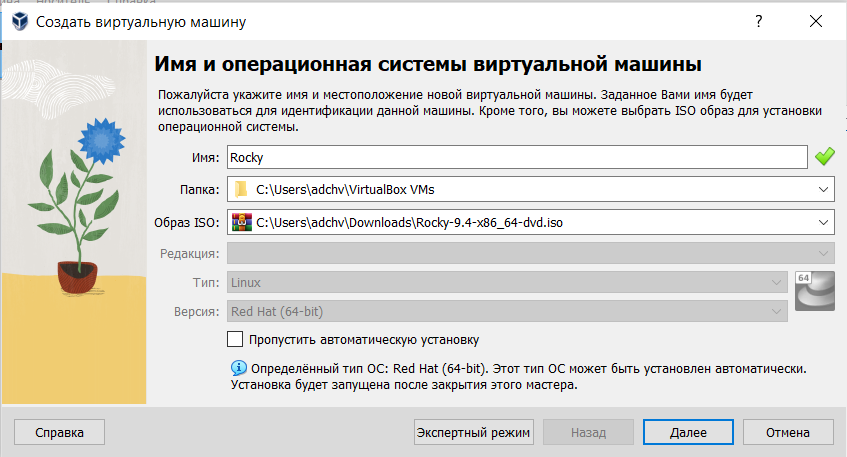 Создать виртуальную машину
Имя и операционная системы виртуальной машины
Пожалуйста укажите имя и местоположение новой виртуальной машины. Заданное Вами имя будет
использоваться для идентификации данной машины. Кроме того, вы можете выбрать ISO образ для установки
операционной системы.
Имя: Rocky
Папка: C:\Users\adchv\VirtualBox VMs
Образ ISO: C:\Users\adchv\Downloads\Rocky-9.4-x86_64-dvd.iso
Редакция:
Тип: Linux
64
Версия: Red Hat (64-bit)
Пропустить автоматическую установку
Определённый тип ОС: Red Hat (64-bit). Этот тип ОС может быть установлен автоматически.
Установка будет запущена после закрытия этого мастера.
Справка Экспертный режим Назад Далее Отмена